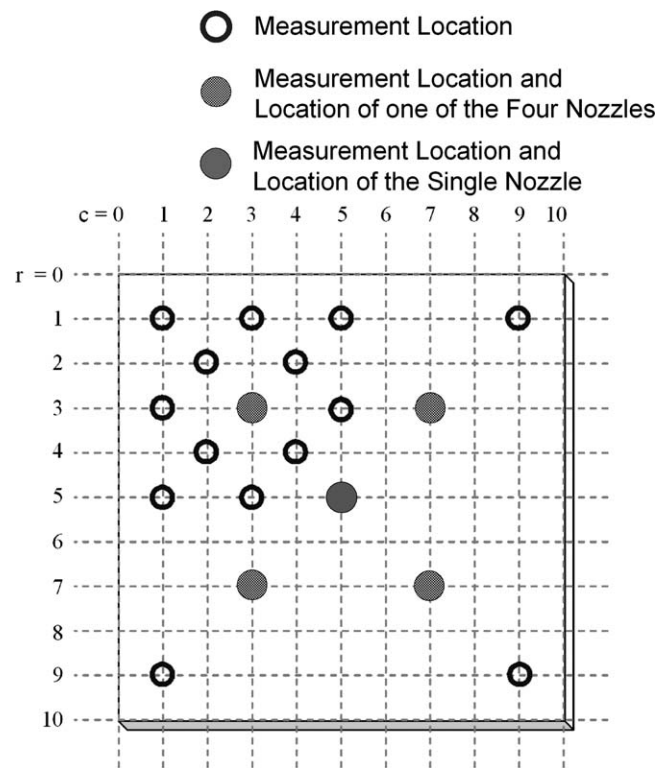 Measurement Location
Measurement Location and
Location of one of the Four Nozzles
Measurement Location and
Location of the Single Nozzle
c = 0 1 2 3 4 5 6 7 8 9 10
r = 0
1
2
3
4
5
6
7
8
9
10